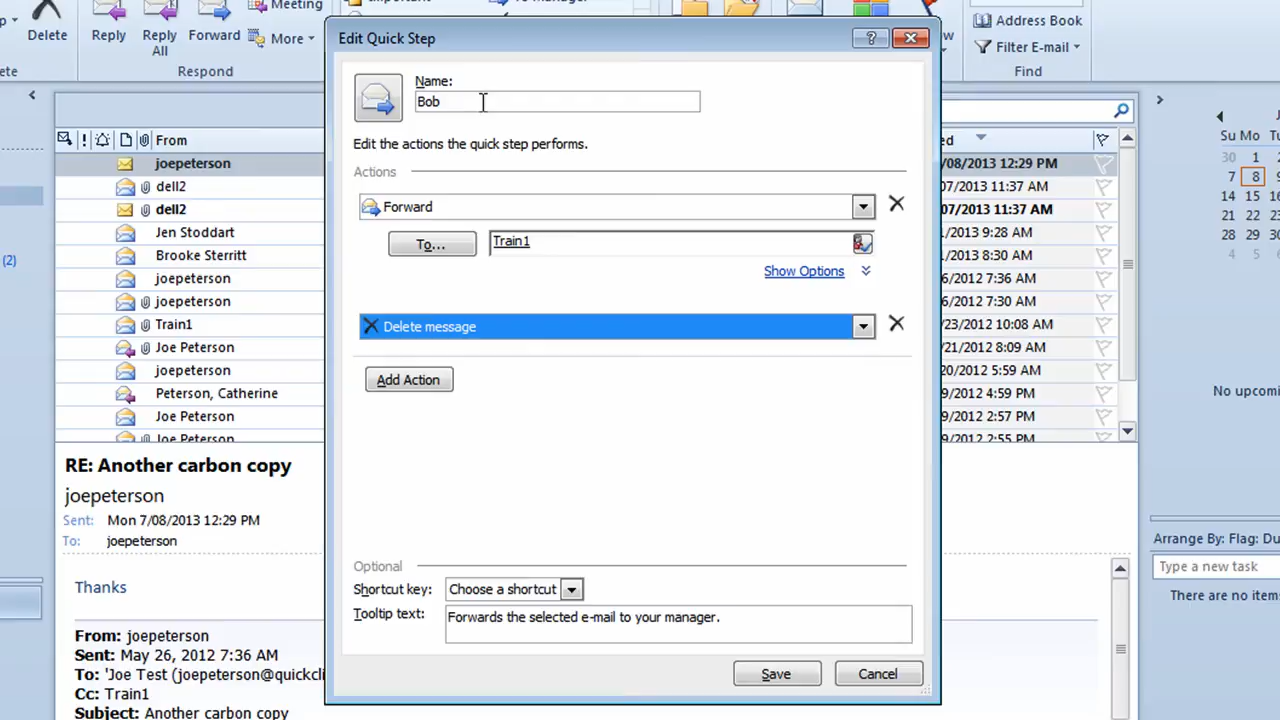 Meeting
Delete
Reply
Reply All
Forward
More
Respond
Address Book
Filter E-mail
Find
Edit Quick Step
Name:
Bob
Edit the actions the quick step performs.
Actions
Forward
To...
Train1
Show Options
Delete message
Add Action
Optional
Shortcut key:
Choose a shortcut
Tooltip text:
Forwards the selected e-mail to your manager.
Save
Cancel
From
joepeterson
/08/2013 12:29 PM
dell2
07/2013 11:37 AM
dell2
07/2013 11:37 AM
Jen Stoddart
/2013 9:28 AM
Brooke Sterritt
/2013 8:30 AM
joepeterson
/2012 7:36 AM
joepeterson
/2012 7:30 AM
Train1
/23/2012 10:08 AM
Joe Peterson
/21/2012 8:09 AM
joepeterson
/2012 5:59 AM
Peterson, Catherine
/2012 4:59 PM
Joe Peterson
/2012 2:57 PM
Joe Peterson
/2012 2:55 PM
(2)
RE: Another carbon copy
joepeterson
Sent: Mon 7/08/2013 12:29 PM
To: joepeterson
Thanks
From: joepeterson
Sent: May 26, 2012 7:36 AM
To: 'Joe Test (joepeterson@quickcli
Cc: Train1
Subject: Another carbon copy
Su Mo
30 1
7 8
14 15
21 22
28 29
4 5
No upcomi
Arrange By: Flag: Du
Type a new task
There are no item